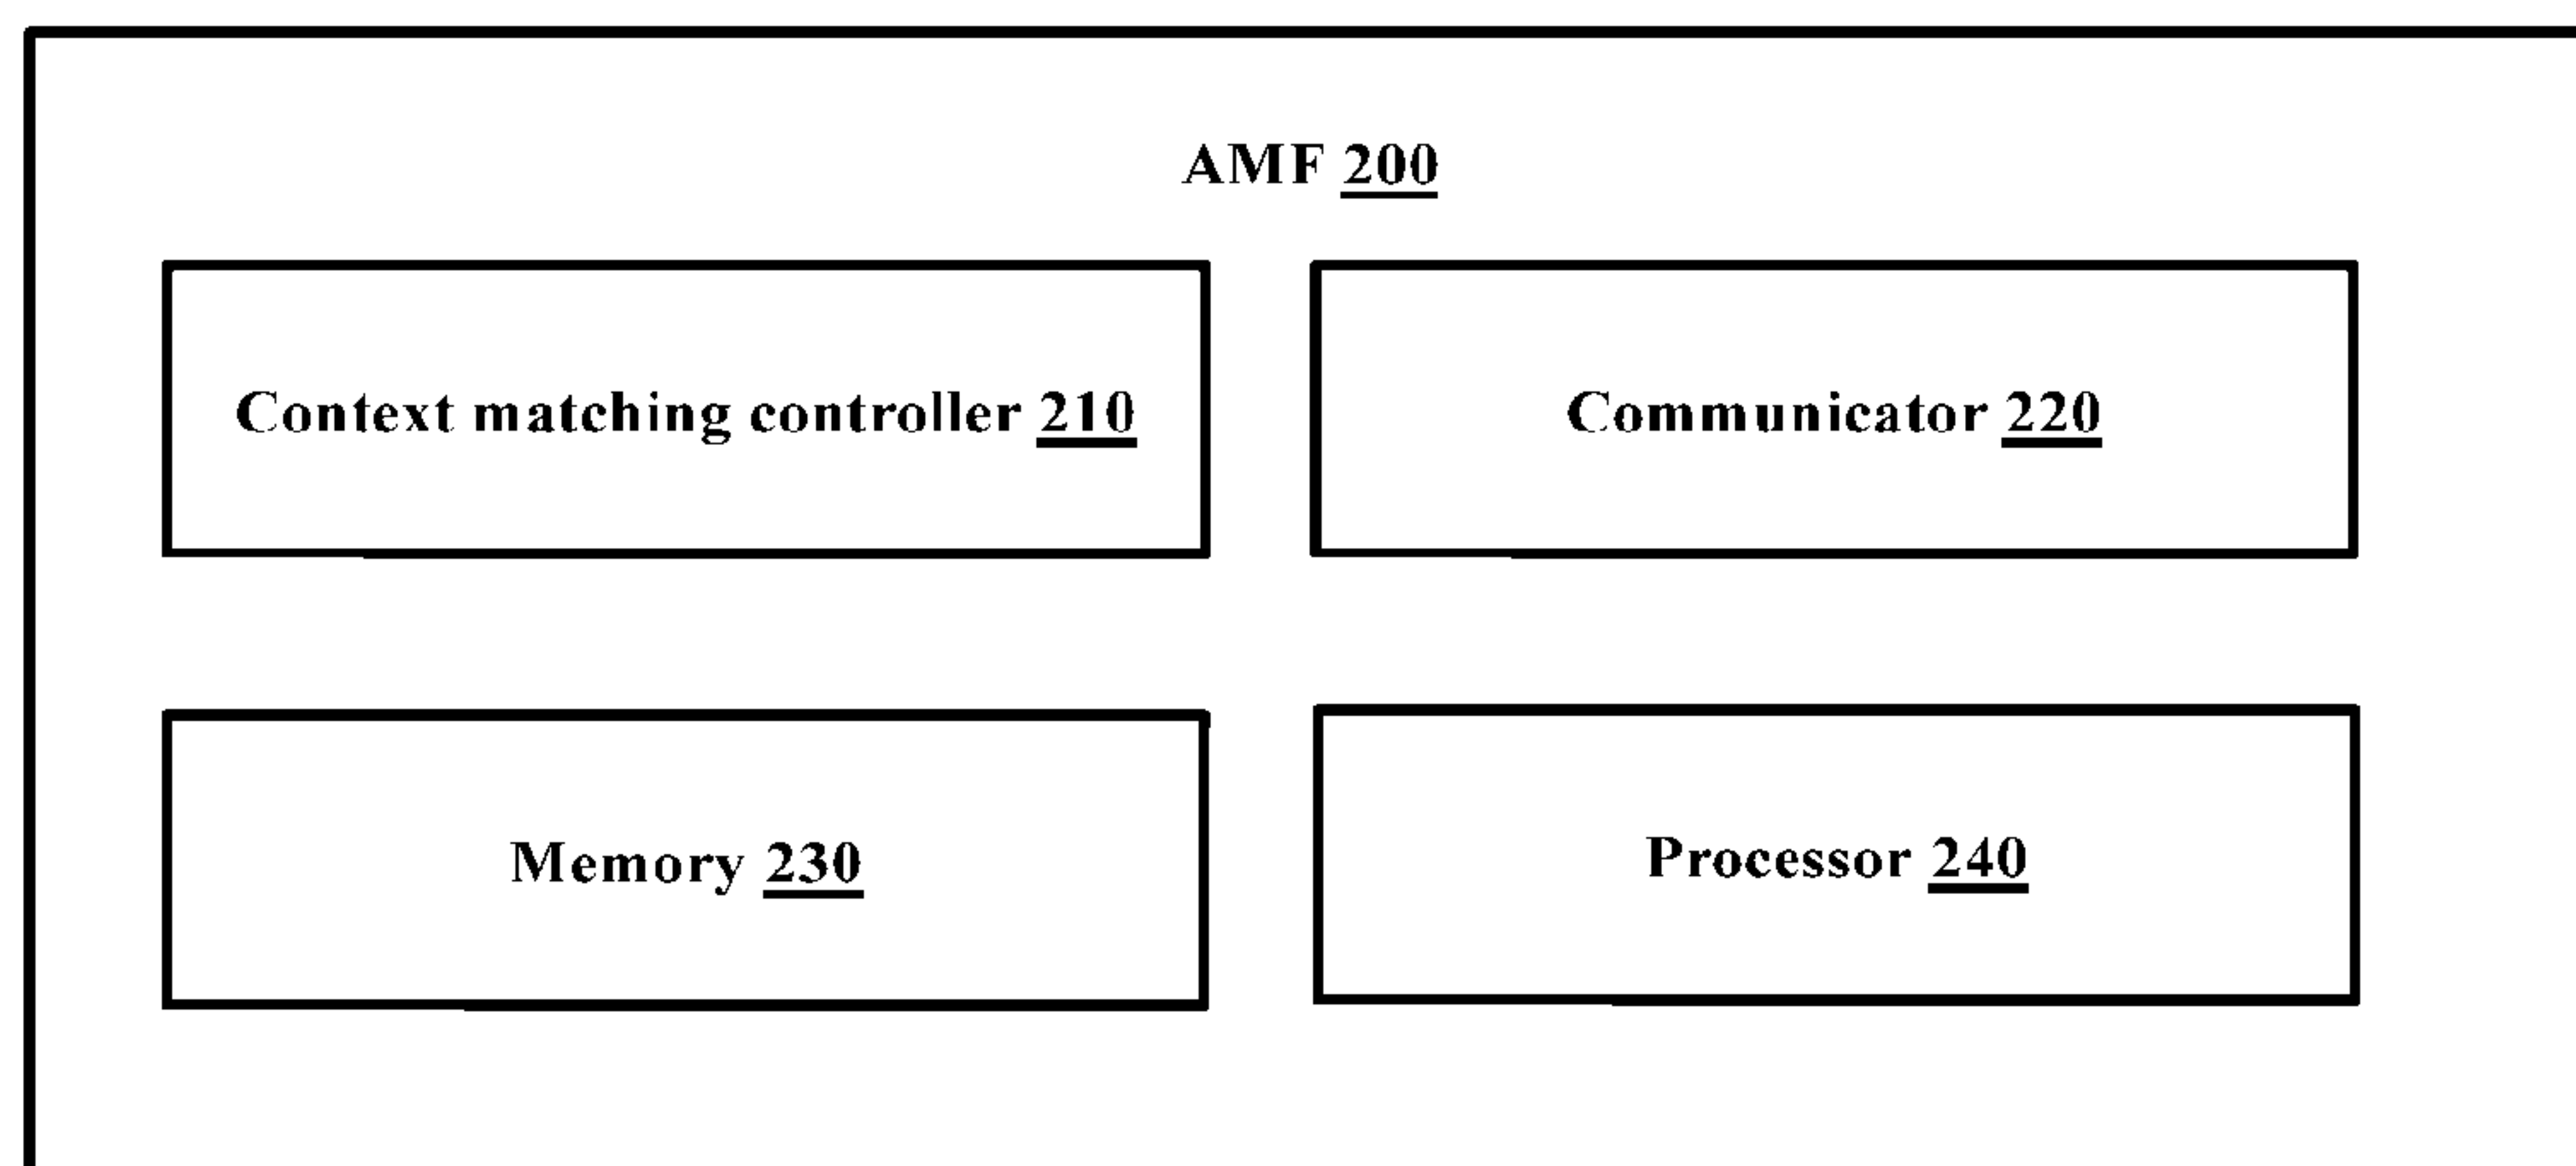 AMF 200
Context matching controller 210
Communicator 220
Memory 230
Processor 240